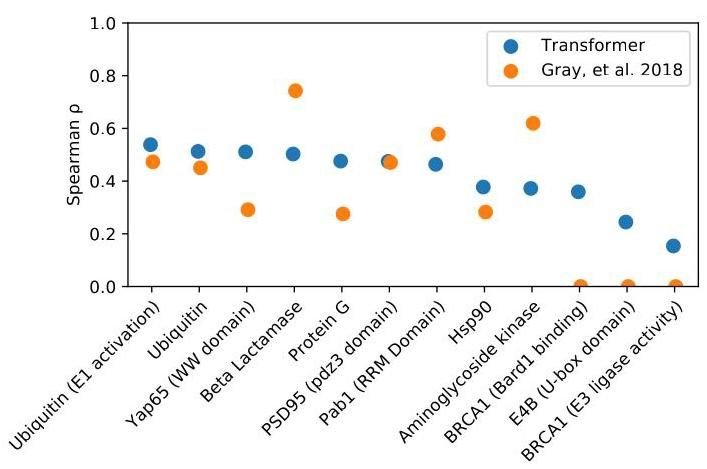 1.0
0.8
0.6
0.4
0.2
0.0
Spearman ρ
Transformer
Gray, et al. 2018
Ubiquitin (E1 activation)
Ubiquitin
Yap65 (WW domain)
Beta Lactamase
Protein G
PSD95 (pdz3 domain)
Pab1 (RRM Domain)
Hsp90
Aminoglycoside kinase
BRCA1 (Bard1 binding)
E4B (U-box domain)
BRCA1 (E3 ligase activity)